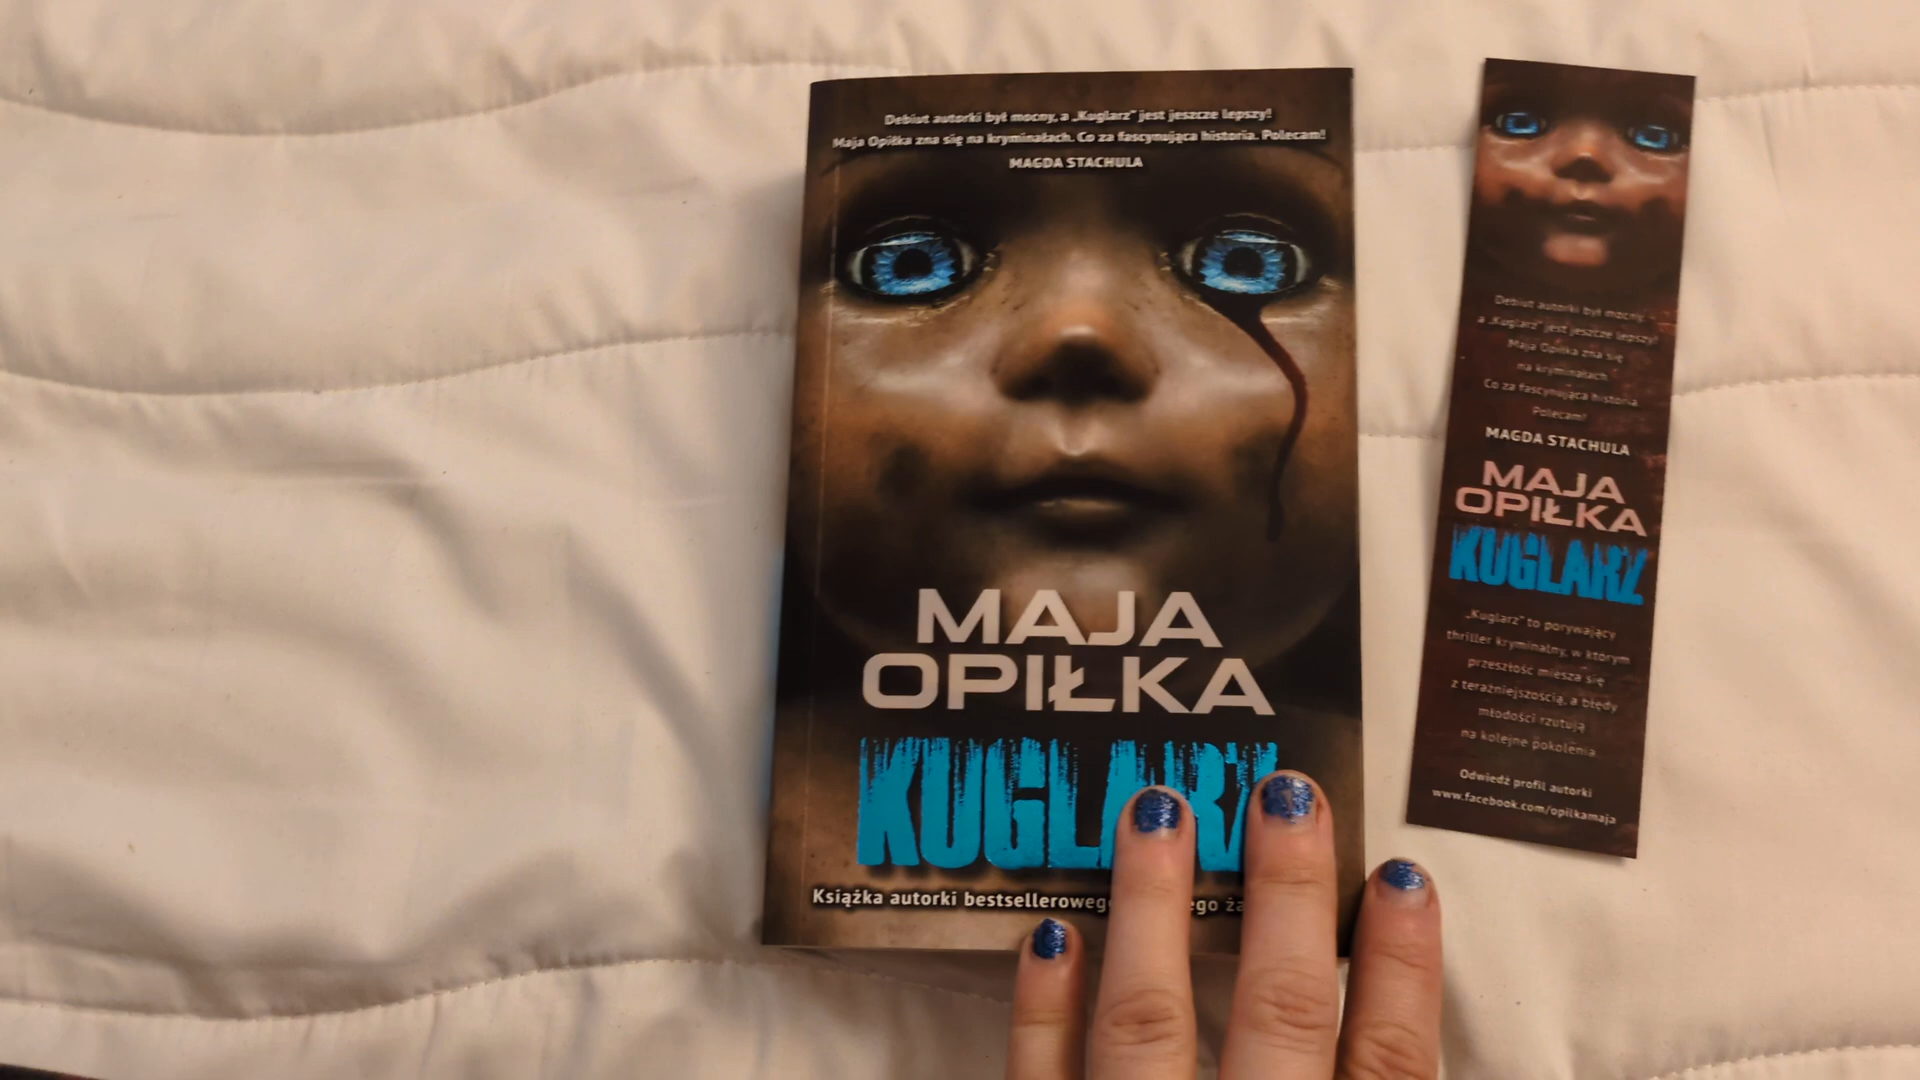 Debiut autorki był mocny, a „Kuglarz" jest jeszcze lepszy!
Maja Opiłka zna się na kryminałach. Co za fascynująca historia. Polecam!
MAGDA STACHULA
MAJA
OPIŁKA
KUGLARZ
Książka autorki bestselleroweg
Debiut autorki był mocny,
a „Kuglarz" jest jeszcze lepszy!
Maja Opiłka zna się
na kryminałach.
Co za fascynująca historia.
Polecam!
MAGDA STACHULA
MAJA
OPIŁKA
KUGLARZ
„Kuglarz" to porywający
thriller kryminalny, w którym
przeszłość miesza się
z teraźniejszością, a błędy
młodości rzutują
na kolejne pokolenia
Odwiedź profil autorki
www.facebook.com/opilkamaja